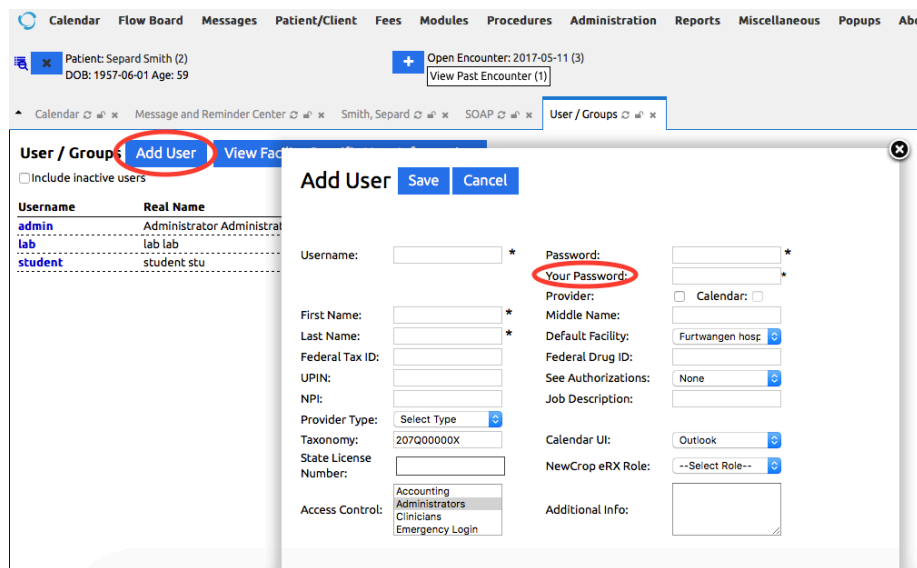 Calendar Flow Board Messages Patient/Client Fees Modules Procedures Administration Reports Miscellaneous Popups
Patient: Separd Smith (2)
DOB: 1957-06-01 Age: 59
Open Encounter: 2017-05-11 (3)
View Past Encounter (1)
Calendar Message and Reminder Center Smith, Separd SOAP User / Groups
User / Groups Add User View
Include inactive users
Username Real Name
admin Administrator
lab lab lab
student student stu
Add User Save Cancel
Username: * Password: *
Your Password: *
Provider: Calendar:
First Name: * Middle Name:
Last Name: * Default Facility: Furtwangen hosp
Federal Tax ID: Federal Drug ID:
UPIN: See Authorizations: None
NPI: Job Description:
Provider Type: Select Type
Taxonomy: 207Q00000X Calendar UI: Outlook
State License
Number: NewCrop eRX Role: --Select Role--
Access Control: Additional Info:
Accounting
Administrators
Clinicians
Emergency Login